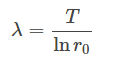 λ = T / ln r₀